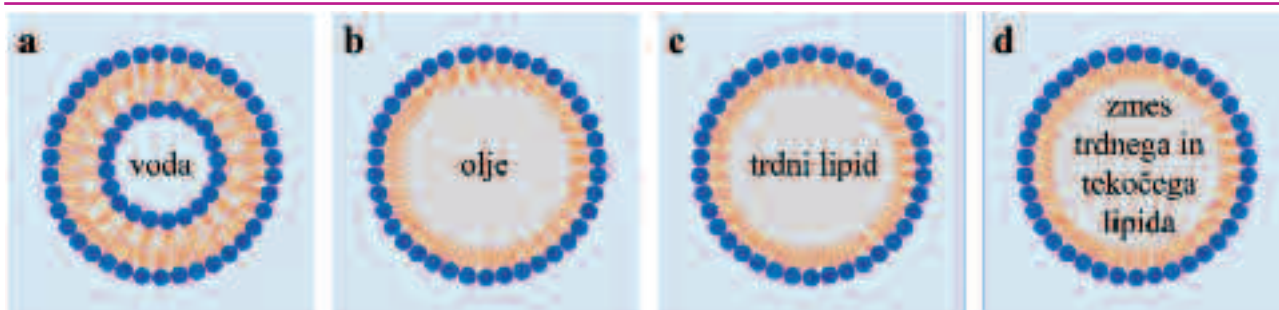 a
voda
b
olje
c
trdni lipid
d
zmes
trdnega in
tekočega
lipida